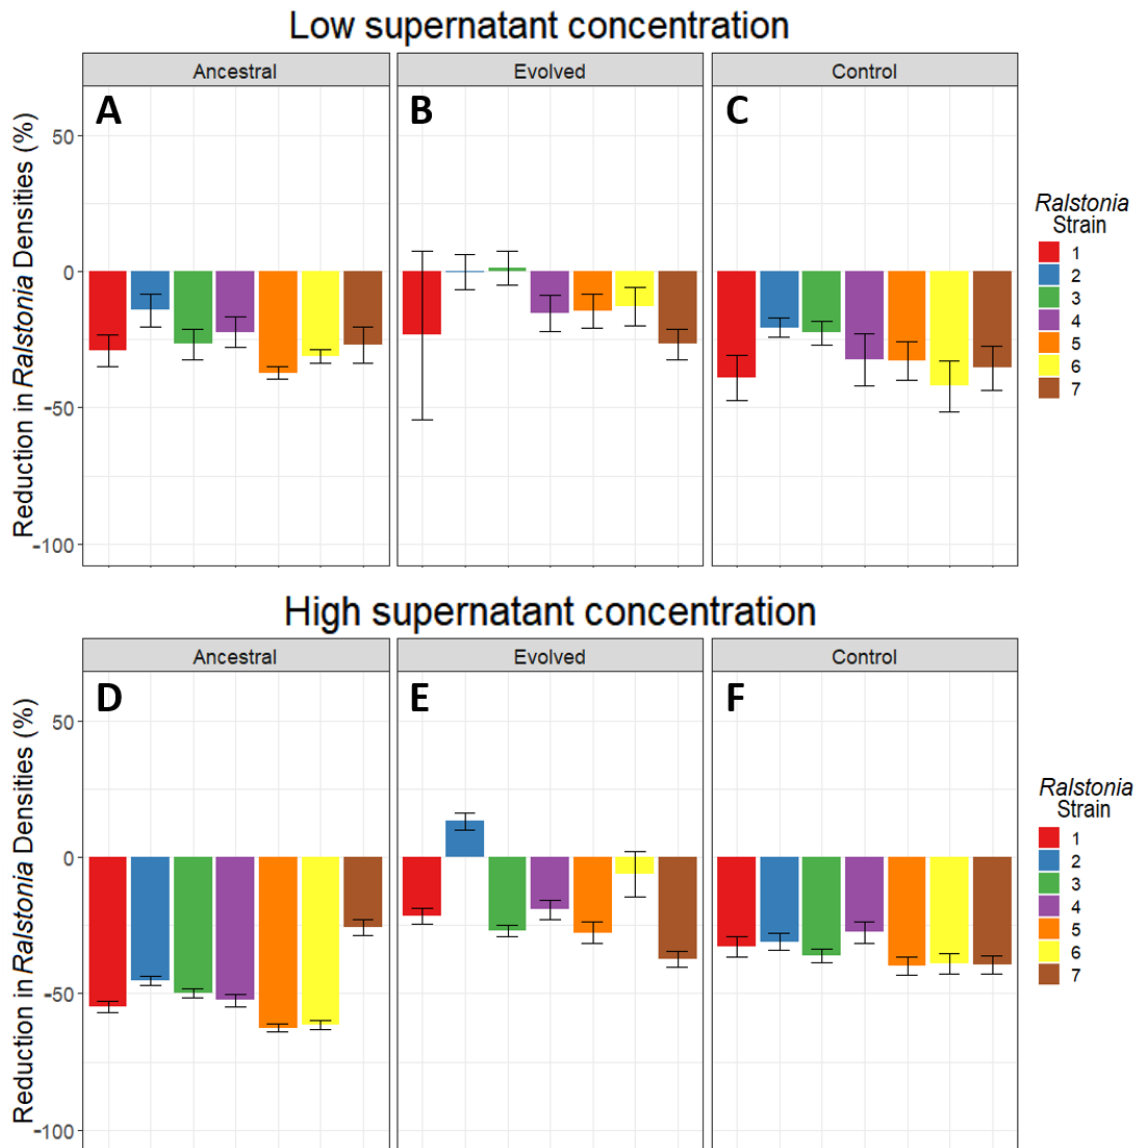 Low supernatant concentration
Ancestral
Evolved
Control
A
B
C
Reduction in Ralstonia Densities (%)
50
0
-50
-100
Ralstonia
Strain
1
2
3
4
5
6
7
High supernatant concentration
Ancestral
Evolved
Control
D
E
F
Reduction in Ralstonia Densities (%)
50
0
-50
-100
Ralstonia
Strain
1
2
3
4
5
6
7